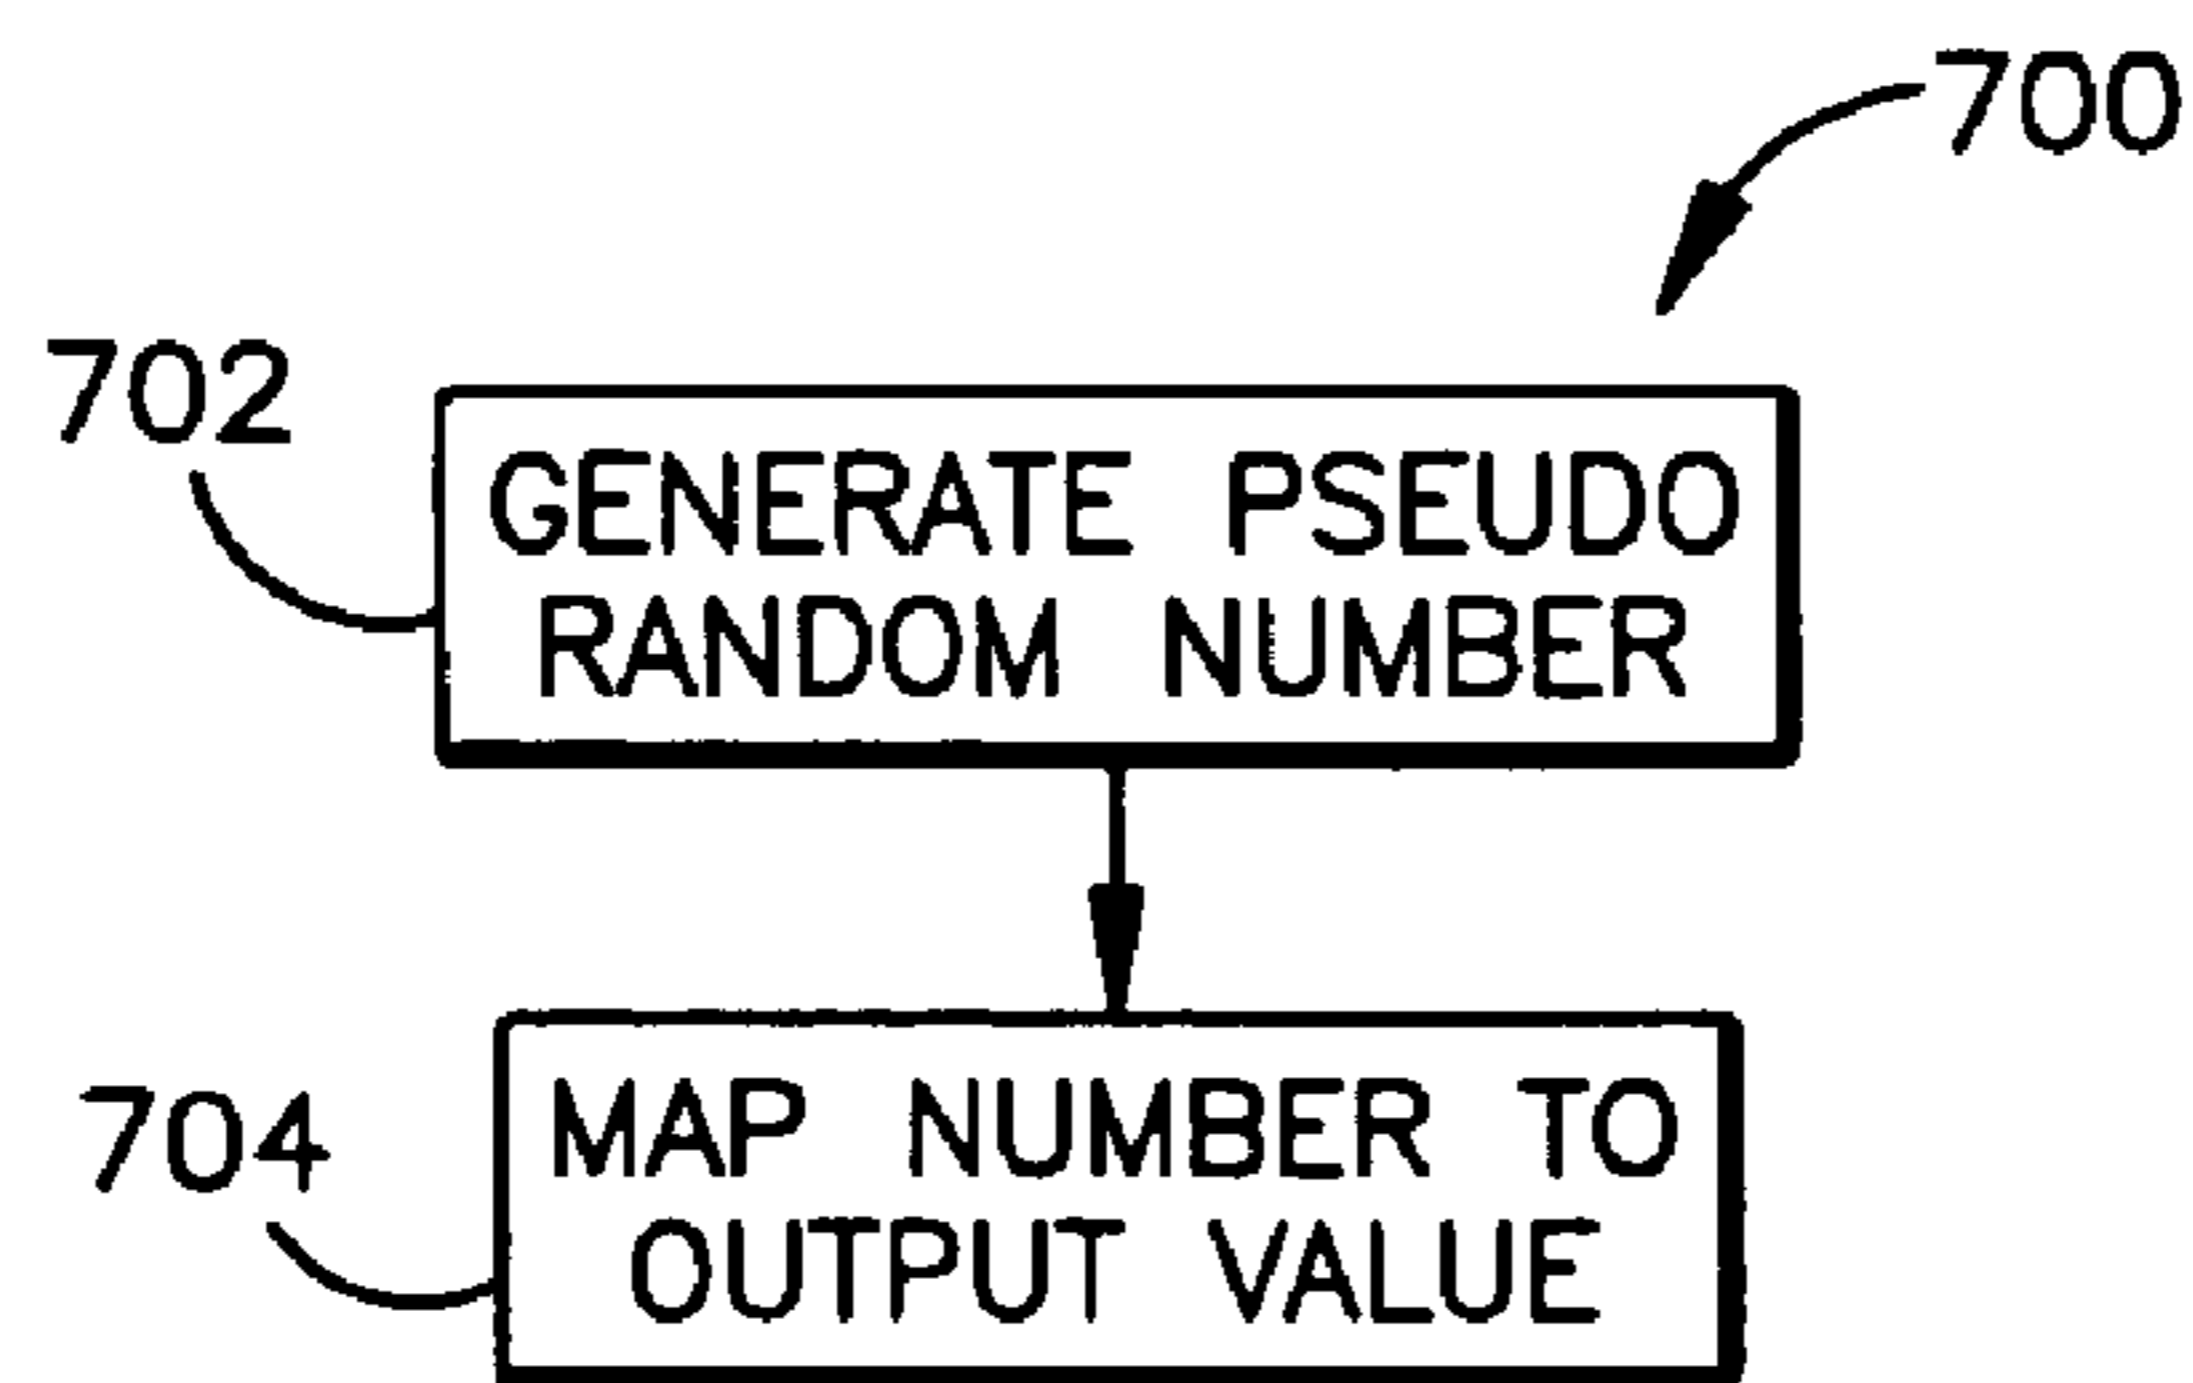 700
702
GENERATE PSEUDO
RANDOM NUMBER
704
MAP NUMBER TO
OUTPUT VALUE